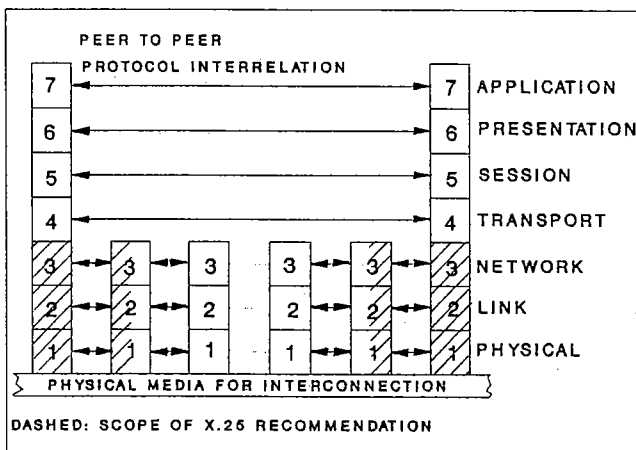 PEER TO PEER
PROTOCOL INTERRELATION
7 7 APPLICATION
6 6 PRESENTATION
5 5 SESSION
4 4 TRANSPORT
3 3 3 3 3 3 NETWORK
2 2 2 2 2 2 LINK
1 1 1 1 1 1 PHYSICAL
PHYSICAL MEDIA FOR INTERCONNECTION
DASHED: SCOPE OF X.25 RECOMMENDATION